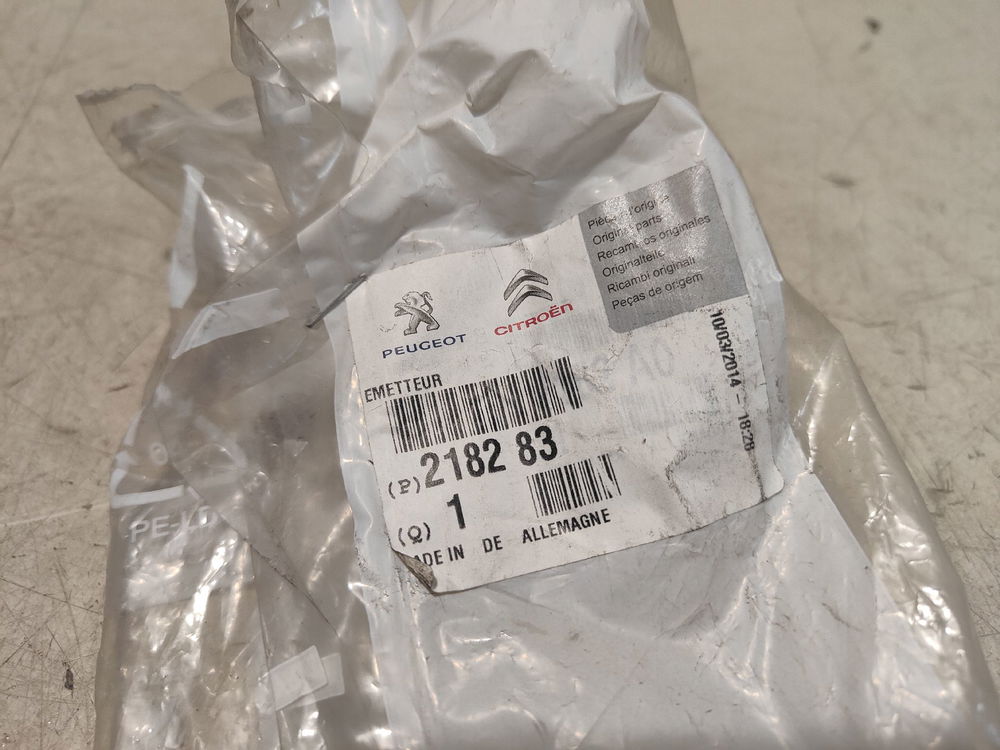 Pièces d'origine
Original parts
Recambios originales
Originalteile
Ricambi originali
Peças de origem
PEUGEOT
CITROËN
10/03/2014 - 18:28
EMETTEUR
(P) 2182 83
(Q) 1
ADE IN DE ALLEMAGNE
PE-LD